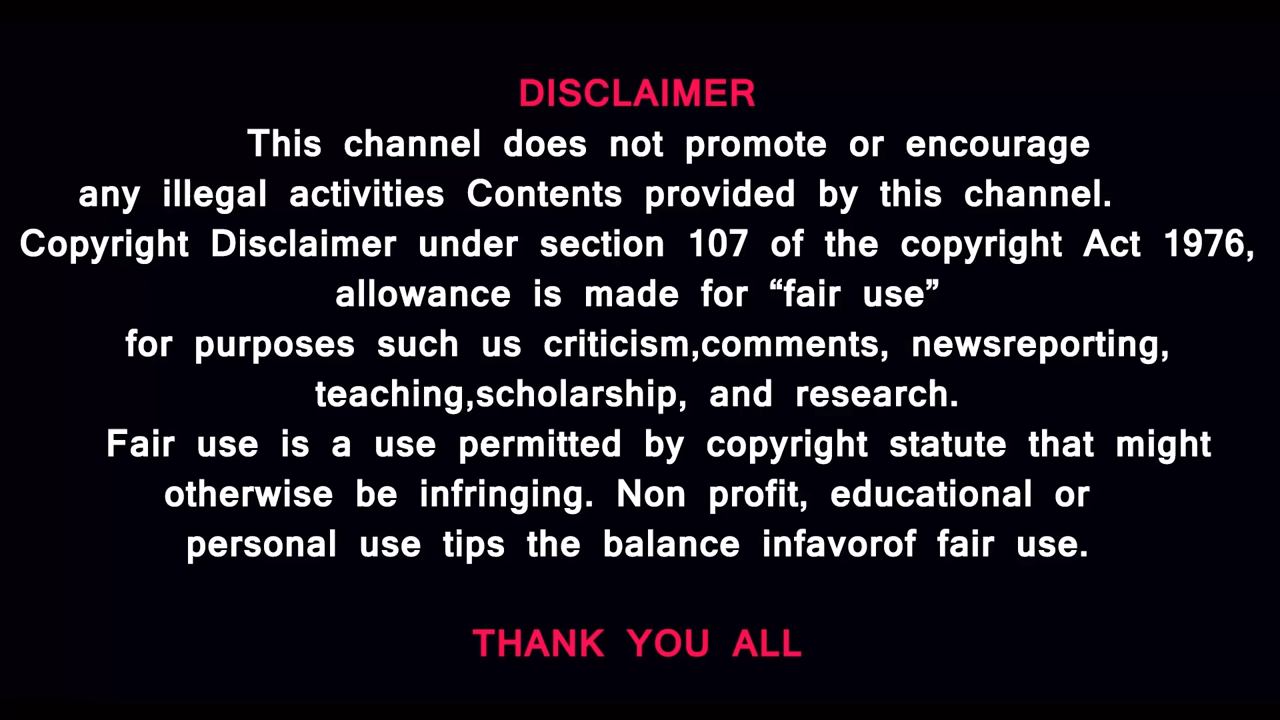 DISCLAIMER
This channel does not promote or encourage
any illegal activities Contents provided by this channel.
Copyright Disclaimer under section 107 of the copyright Act 1976,
allowance is made for “fair use”
for purposes such us criticism,comments, newsreporting,
teaching,scholarship, and research.
Fair use is a use permitted by copyright statute that might
otherwise be infringing. Non profit, educational or
personal use tips the balance infavorof fair use.
THANK YOU ALL